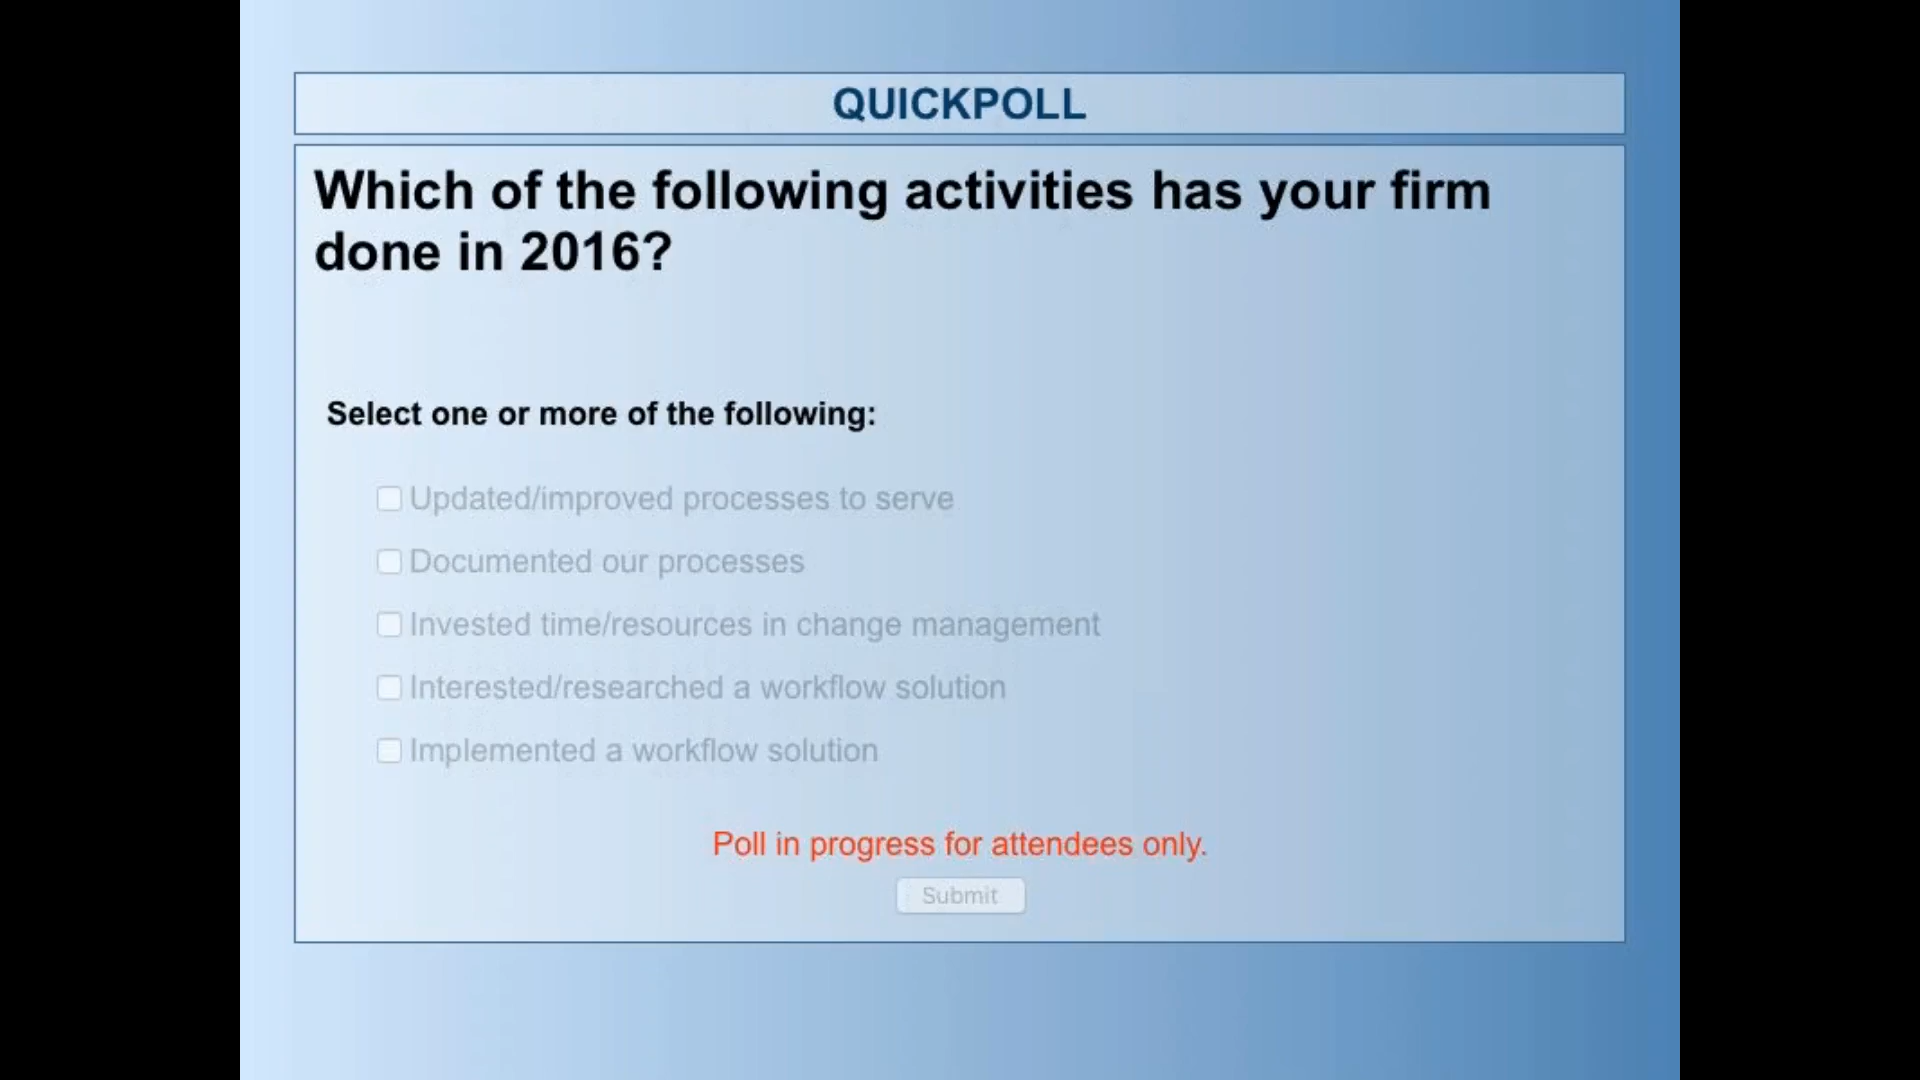 QUICKPOLL
Which of the following activities has your firm
done in 2016?
Select one or more of the following:
Updated/improved processes to serve
Documented our processes
Invested time/resources in change management
Interested/researched a workflow solution
Implemented a workflow solution
Poll in progress for attendees only.
Submit